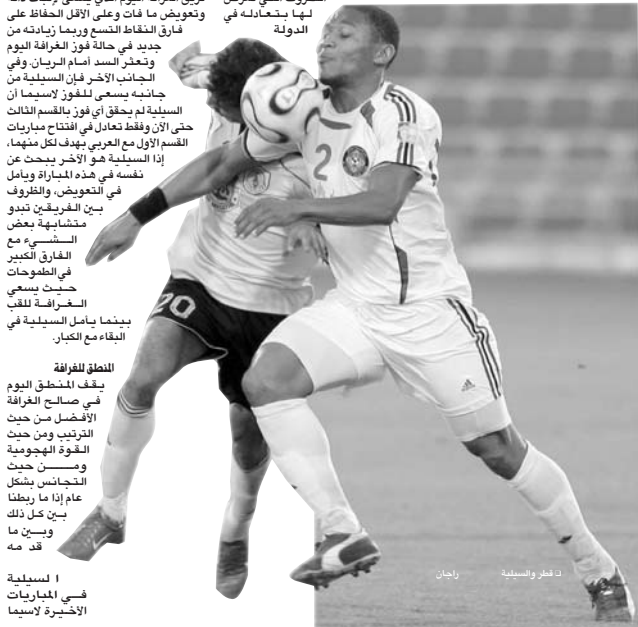 لها بتعادله في
الدولة
وتعويض ما فات وعلى الأقل الحفاظ على
فارق النقاط التسع وربما زيادته من
جديد في حالة فوز الغرافة اليوم
وتعثر السد أمام الريان. وفي
الجانب الآخر فإن السيلية من
جانبه يسعى للفوز لاسيما أن
السيلية لم يحقق أي فوز بالقسم الثالث
حتى الآن وفقط تعادل في افتتاح مباريات
القسم الأول مع العربي بهدف لكل منهما،
إذا السيلية هو الآخر يبحث عن
نفسه في هذه المباراة ويأمل
في التعويض، والظروف
بين الفريقين تبدو
متشابهة بعض
الشيء مع
الفارق الكبير
في الطموحات
حيث يسعي
الغرافة للقب
بينما يأمل السيلية في
البقاء مع الكبار.
المنطق للغرافة
يقف المنطق اليوم
في صالح الغرافة
الأفضل من حيث
الترتيب ومن حيث
القوة الهجومية
ومن حيث
التجانس بشكل
عام إذا ما ربطنا
بين كل ذلك
وبين ما
قد مه
ا لسيلية
في المباريات
الأخيرة لاسيما
2
20
adidas
قطر والسيلية
راجان